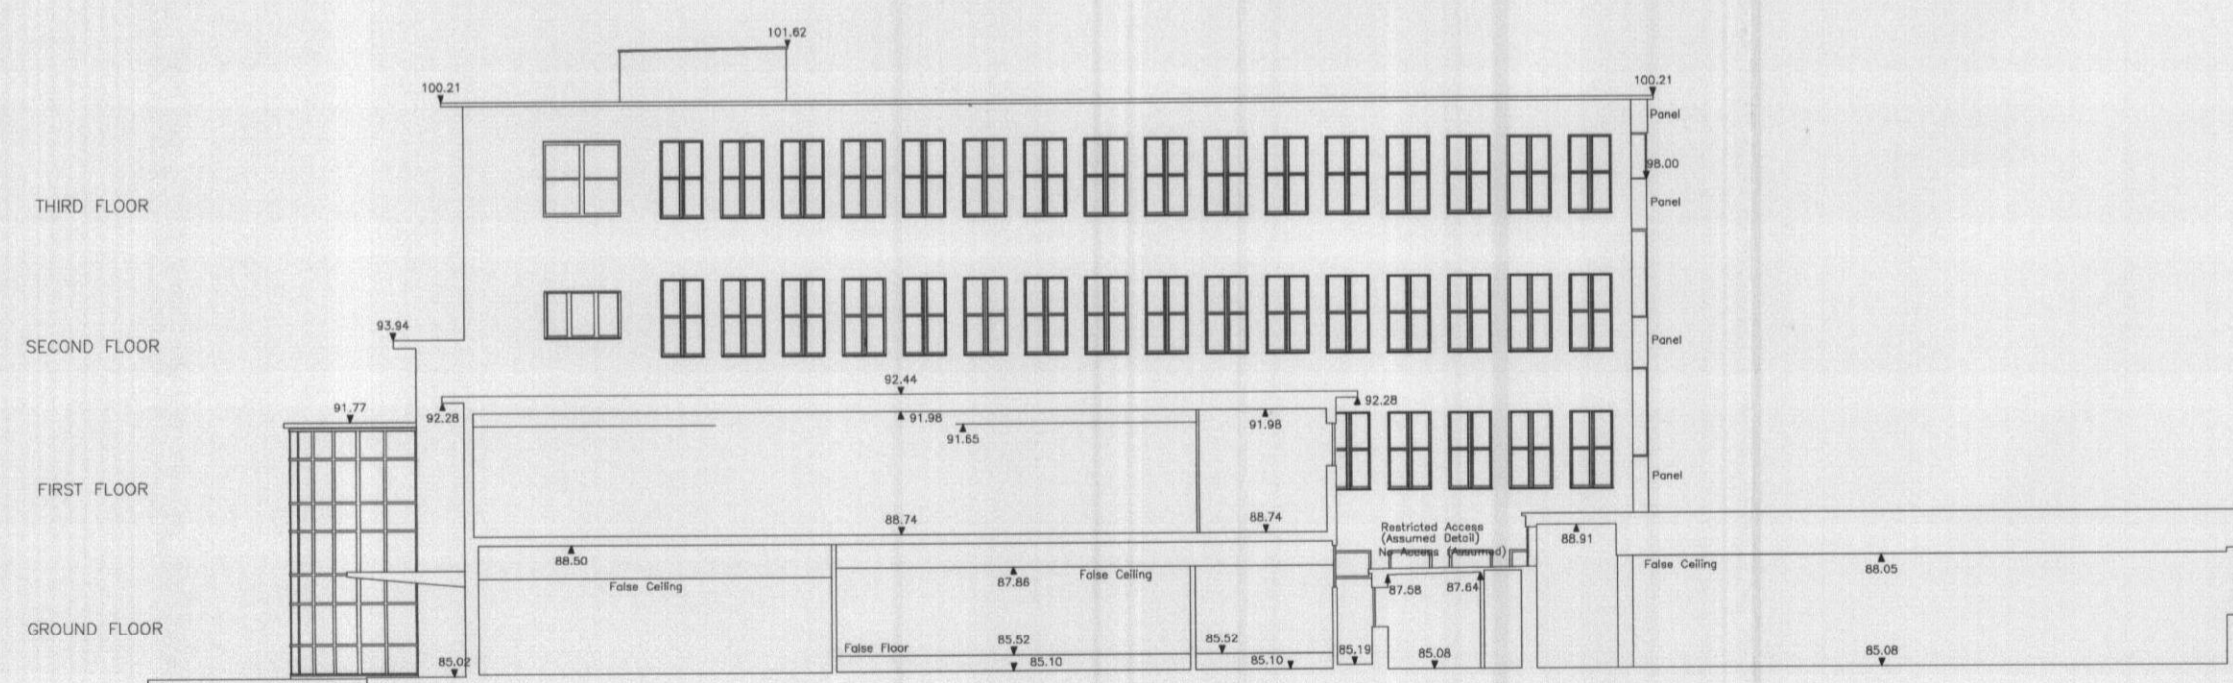 101.62
100.21
100.21
Panel
98.00
THIRD FLOOR
Panel
93.94
SECOND FLOOR
Panel
92.44
91.77
92.28
91.98
92.28
91.65
91.98
FIRST FLOOR
Panel
88.74
88.74
Restricted Access
(Assumed Detail)
No Access (Assumed)
88.91
88.50
False Ceiling
87.86
False Ceiling
87.58
87.64
False Ceiling
88.05
GROUND FLOOR
85.02
False Floor
85.52
85.10
85.52
85.10
85.19
85.08
85.08